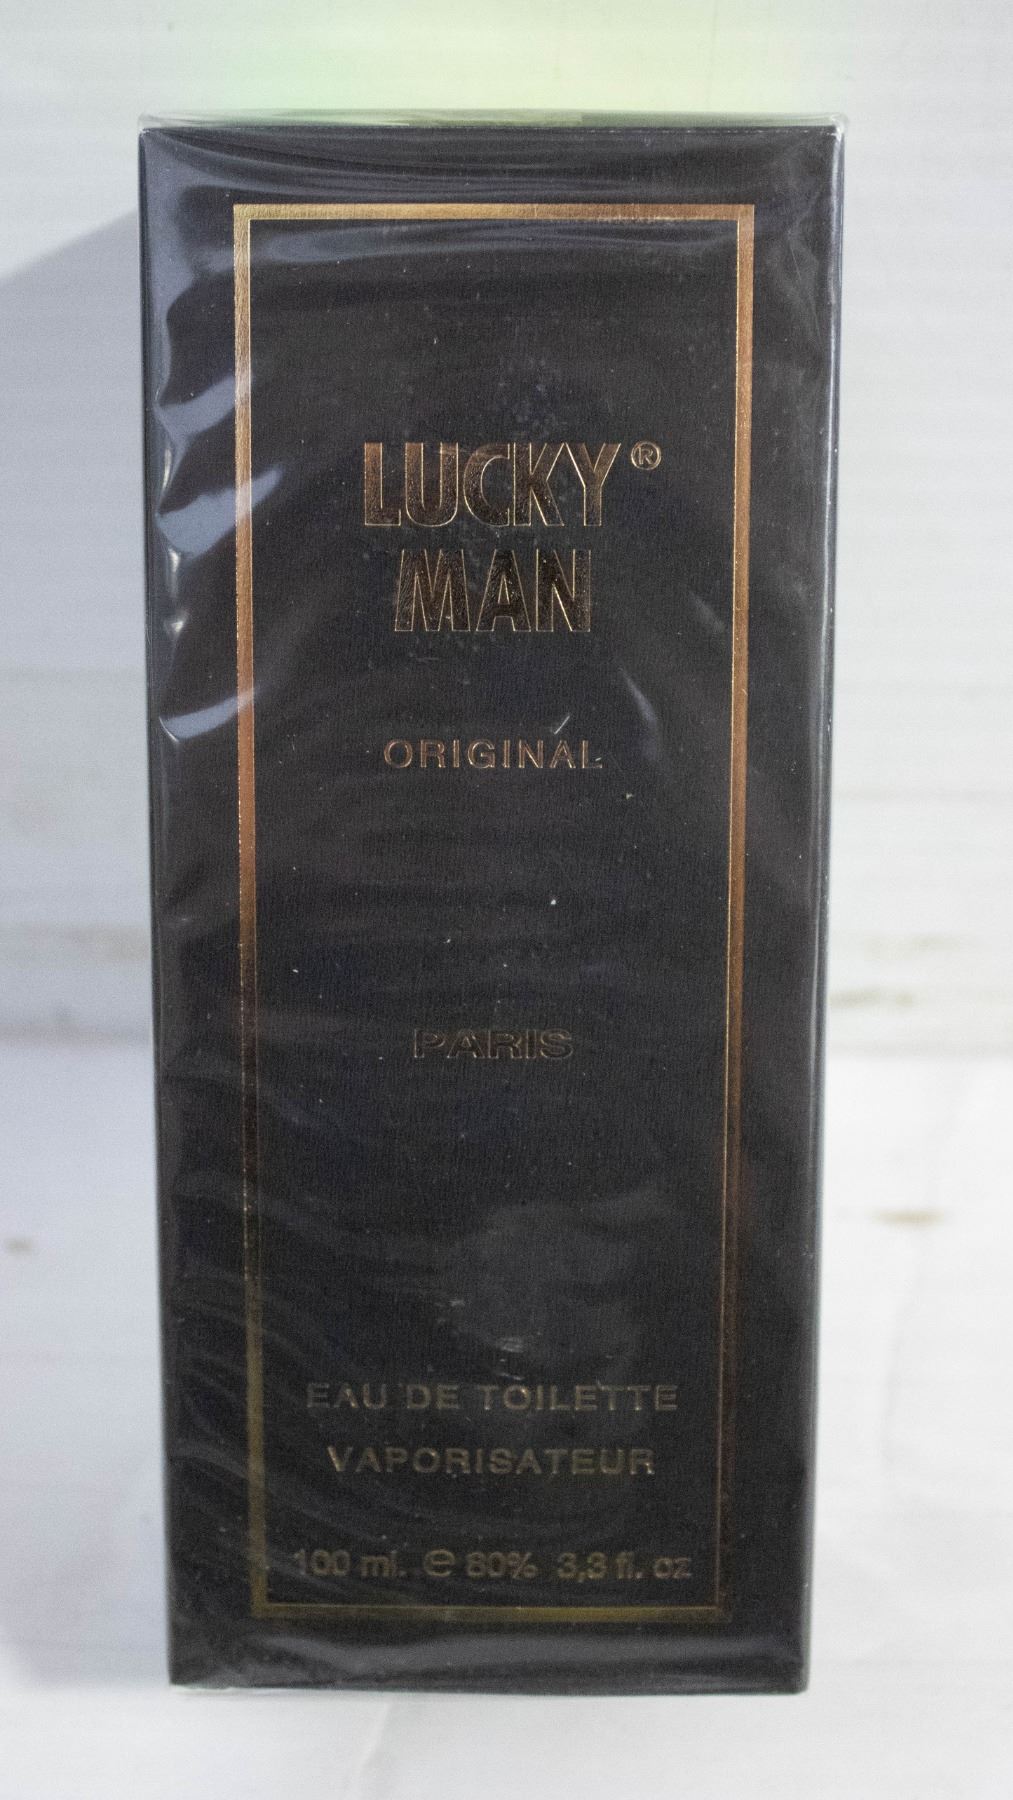 LUCKY®
MAN
ORIGINAL
PARIS
EAU DE TOILETTE
VAPORISATEUR
100 ml. ℮ 80% 3,3 fl. oz